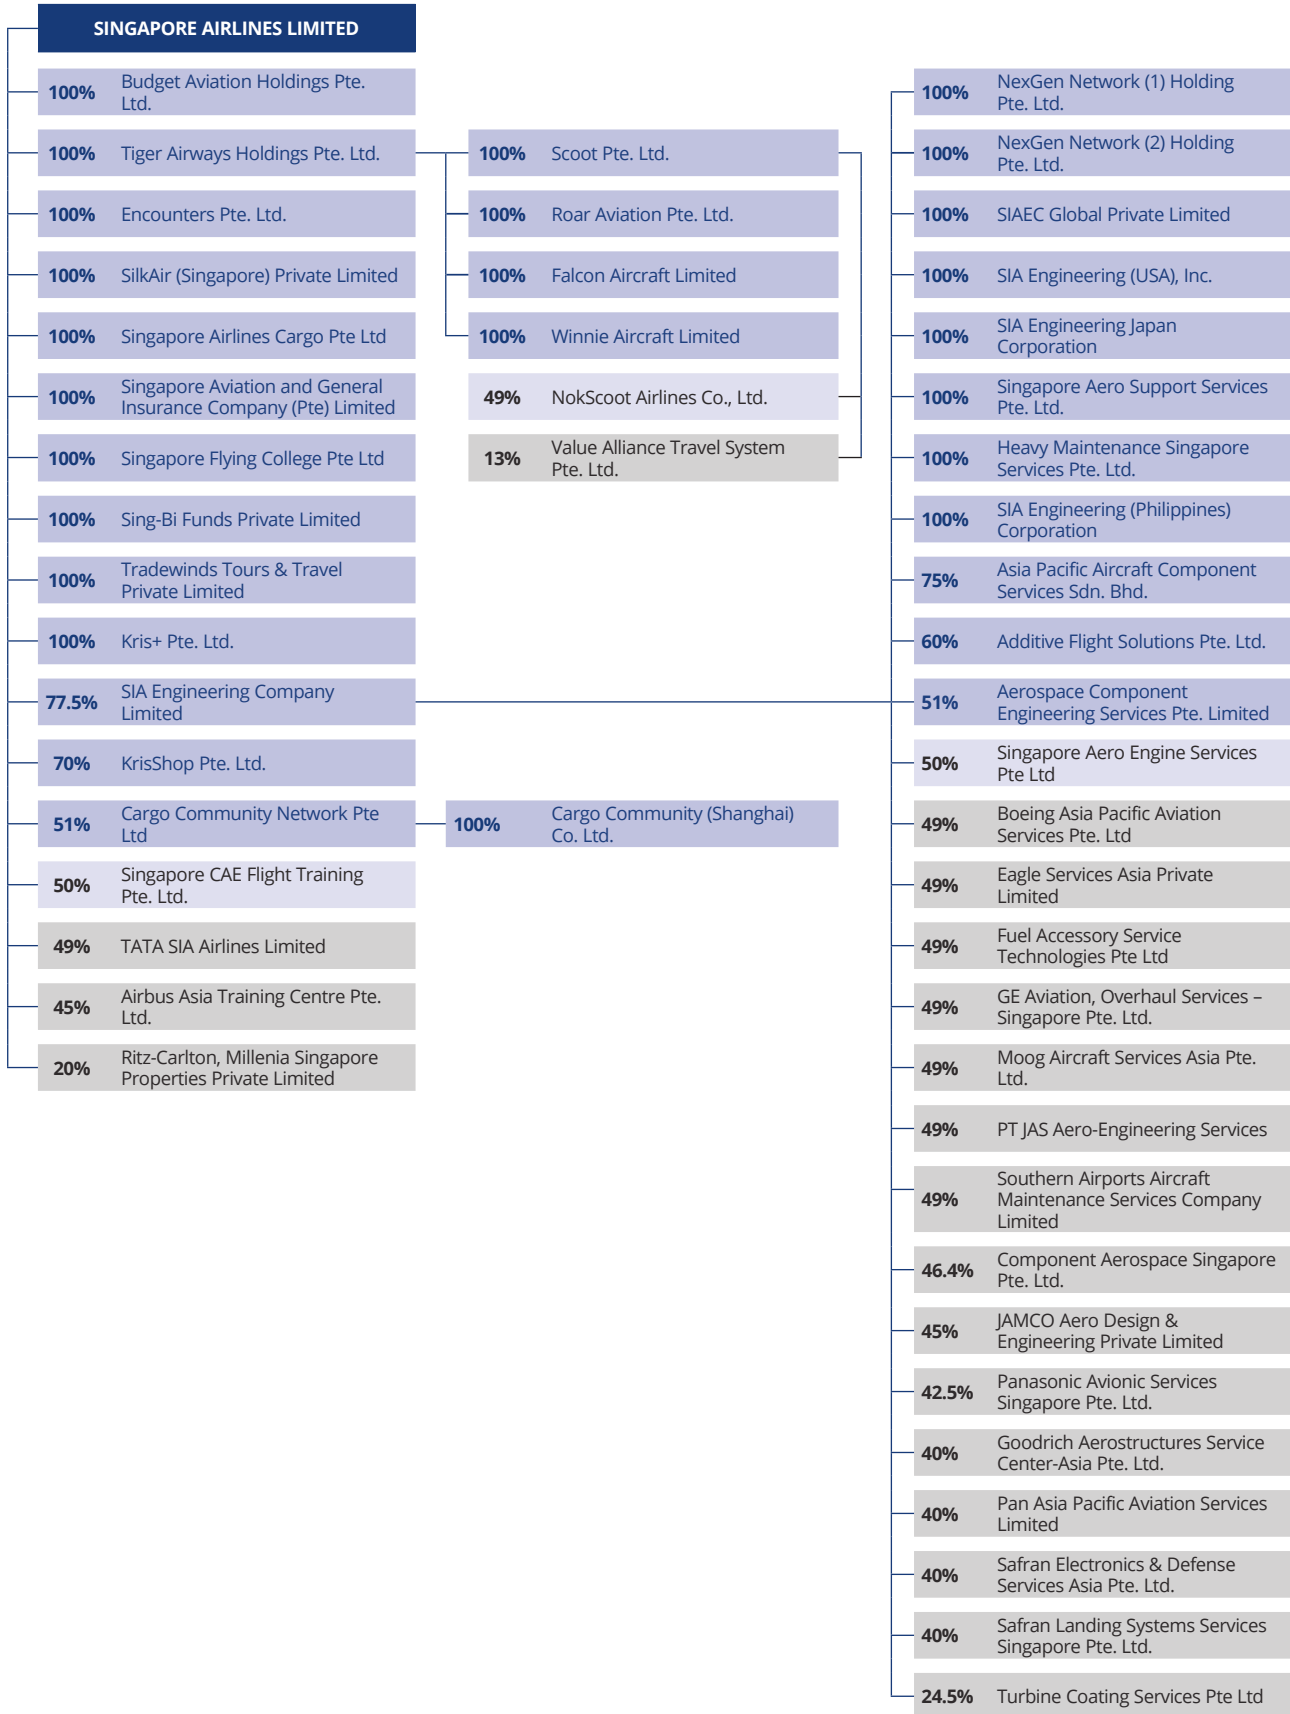 SINGAPORE AIRLINES LIMITED
100%
Budget Aviation Holdings Pte.
Ltd.
100%
Tiger Airways Holdings Pte. Ltd.
100%
Encounters Pte. Ltd.
100%
SilkAir (Singapore) Private Limited
100%
Singapore Airlines Cargo Pte Ltd
100%
Singapore Aviation and General
Insurance Company (Pte) Limited
100%
Singapore Flying College Pte Ltd
100%
Sing-Bi Funds Private Limited
100%
Tradewinds Tours & Travel
Private Limited
100%
Kris+ Pte. Ltd.
77.5%
SIA Engineering Company
Limited
70%
KrisShop Pte. Ltd.
51%
Cargo Community Network Pte
Ltd
50%
Singapore CAE Flight Training
Pte. Ltd.
49%
TATA SIA Airlines Limited
45%
Airbus Asia Training Centre Pte.
Ltd.
20%
Ritz-Carlton, Millenia Singapore
Properties Private Limited
100%
Scoot Pte. Ltd.
100%
Roar Aviation Pte. Ltd.
100%
Falcon Aircraft Limited
100%
Winnie Aircraft Limited
49%
NokScoot Airlines Co., Ltd.
13%
Value Alliance Travel System
Pte. Ltd.
100%
Cargo Community (Shanghai)
Co. Ltd.
100%
NexGen Network (1) Holding
Pte. Ltd.
100%
NexGen Network (2) Holding
Pte. Ltd.
100%
SIAEC Global Private Limited
100%
SIA Engineering (USA), Inc.
100%
SIA Engineering Japan
Corporation
100%
Singapore Aero Support Services
Pte. Ltd.
100%
Heavy Maintenance Singapore
Services Pte. Ltd.
100%
SIA Engineering (Philippines)
Corporation
75%
Asia Pacific Aircraft Component
Services Sdn. Bhd.
60%
Additive Flight Solutions Pte. Ltd.
51%
Aerospace Component
Engineering Services Pte. Limited
50%
Singapore Aero Engine Services
Pte Ltd
49%
Boeing Asia Pacific Aviation
Services Pte. Ltd
49%
Eagle Services Asia Private
Limited
49%
Fuel Accessory Service
Technologies Pte Ltd
49%
GE Aviation, Overhaul Services –
Singapore Pte. Ltd.
49%
Moog Aircraft Services Asia Pte.
Ltd.
49%
PT JAS Aero-Engineering Services
49%
Southern Airports Aircraft
Maintenance Services Company
Limited
46.4%
Component Aerospace Singapore
Pte. Ltd.
45%
JAMCO Aero Design &
Engineering Private Limited
42.5%
Panasonic Avionic Services
Singapore Pte. Ltd.
40%
Goodrich Aerostructures Service
Center-Asia Pte. Ltd.
40%
Pan Asia Pacific Aviation Services
Limited
40%
Safran Electronics & Defense
Services Asia Pte. Ltd.
40%
Safran Landing Systems Services
Singapore Pte. Ltd.
24.5%
Turbine Coating Services Pte Ltd